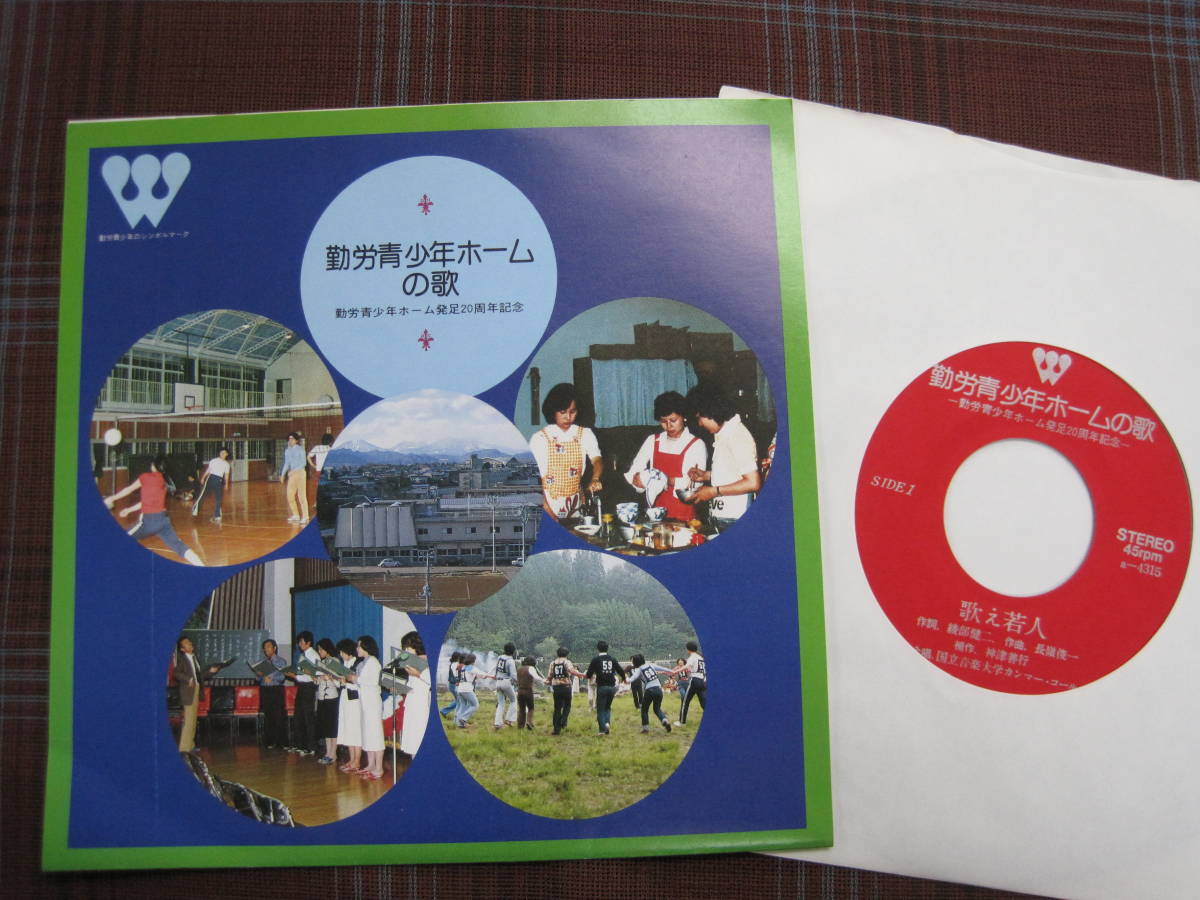 勤労青少年のシンボルマーク
勤労青少年ホーム
の歌
勤労青少年ホーム発足20周年記念
59
勤労青少年ホームの歌
―勤労青少年ホーム発足20周年記念―
SIDE 1
STEREO
45rpm
a-4315
歌え若人
作詞. 綾部健二. 作曲. 長嶺俊一
補作. 神津善行
合唱. 国立音楽大学カンマー・コール